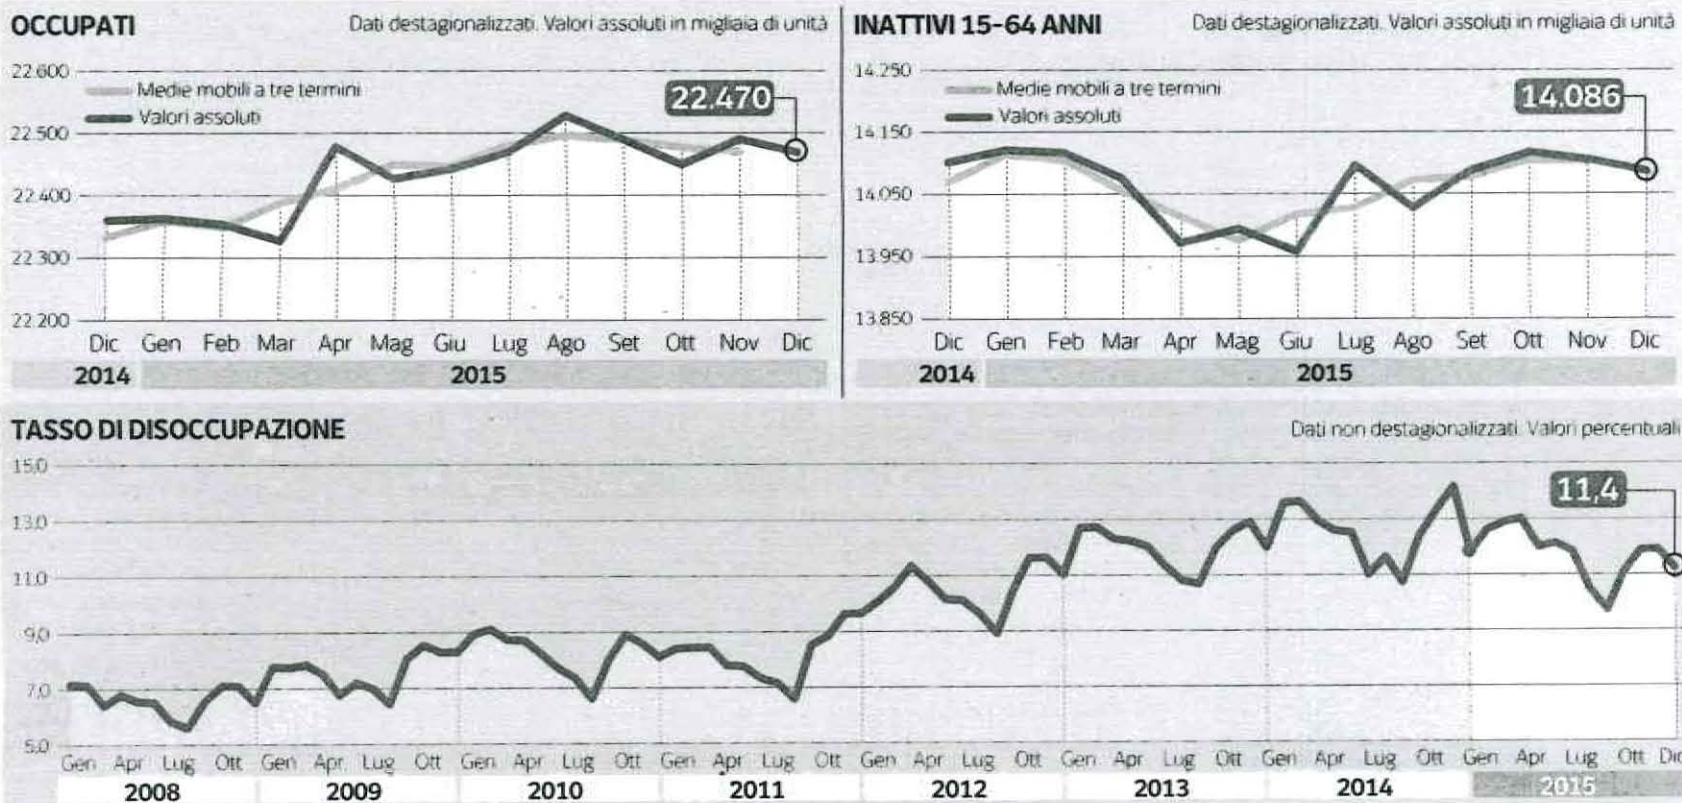 OCCUPATI
Dati destagionalizzati. Valori assoluti in migliaia di unità
22.600
Medie mobili a tre termini
22.470
Valori assoluti
22.500
22.400
22.300
22.200
Dic Gen Feb Mar Apr Mag Giu Lug Ago Set Ott Nov Dic
2014 2015
INATTIVI 15-64 ANNI
Dati destagionalizzati. Valori assoluti in migliaia di unità
14.250
Medie mobili a tre termini
14.086
Valori assoluti
14.150
14.050
13.950
13.850
Dic Gen Feb Mar Apr Mag Giu Lug Ago Set Ott Nov Dic
2014 2015
TASSO DI DISOCCUPAZIONE
Dati non destagionalizzati. Valori percentuali
15,0
11,4
13,0
11,0
9,0
7,0
5,0
Gen Apr Lug Ott Gen Apr Lug Ott Gen Apr Lug Ott Gen Apr Lug Ott Gen Apr Lug Ott Gen Apr Lug Ott Gen Apr Lug Ott Gen Apr Lug Ott Dic
2008 2009 2010 2011 2012 2013 2014 2015